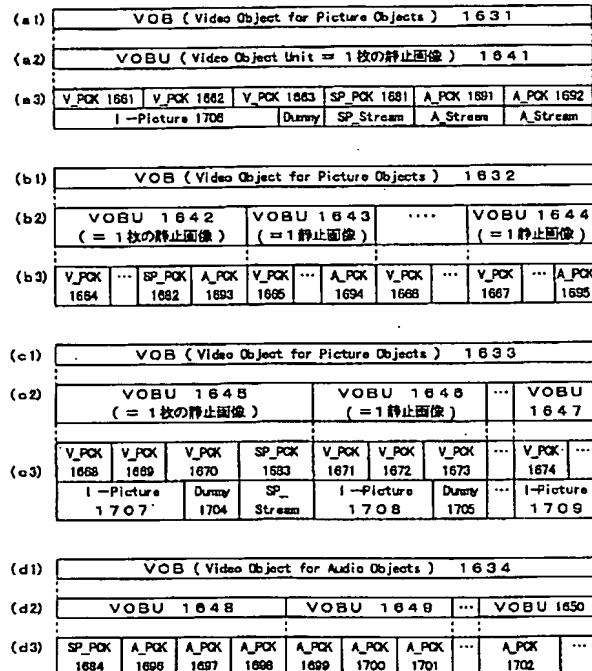 (a1) VOB (Video Object for Picture Objects) 1631
(a2) VOBU (Video Object Unit = 1枚の静止画像) 1641
(a3) V_PCK 1661 V_PCK 1662 V_PCK 1663 SP_PCK 1681 A_PCK 1691 A_PCK 1692
I-Picture 1706 Dummy SP_Stream A_Stream A_Stream
(b1) VOB (Video Object for Picture Objects) 1632
(b2) VOBU 1642 VOBU 1643 ···· VOBU 1644
(=1枚の静止画像) (=1静止画像) (=1静止画像)
(b3) V_PCK ··· SP_PCK A_PCK V_PCK ··· A_PCK V_PCK ··· V_PCK ··· A_PCK
1664 1682 1693 1665 1694 1666 1667 1695
(c1) VOB (Video Object for Picture Objects) 1633
(c2) VOBU 1645 VOBU 1646 ··· VOBU
(=1枚の静止画像) (=1静止画像) 1647
(c3) V_PCK V_PCK V_PCK SP_PCK V_PCK V_PCK V_PCK ··· V_PCK ···
1668 1669 1670 1683 1671 1672 1673 1674
I-Picture Dummy SP_ I-Picture Dummy ··· I-Picture
1707 1704 Stream 1708 1705 1709
(d1) VOB (Video Object for Audio Objects) 1634
(d2) VOBU 1648 VOBU 1649 ··· VOBU 1650
(d3) SP_PCK A_PCK A_PCK A_PCK A_PCK A_PCK A_PCK ··· A_PCK ···
1684 1696 1697 1698 1699 1700 1701 1702